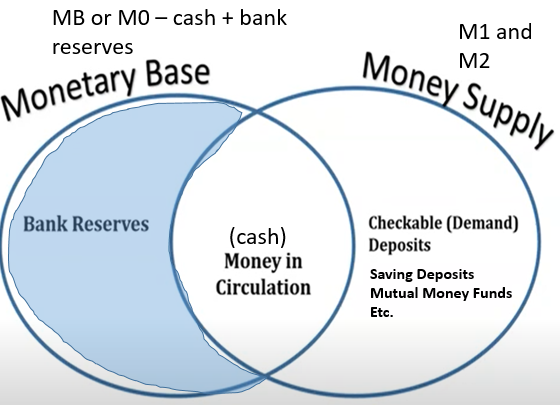 MB or M0 – cash + bank
reserves
M1 and
M2
Monetary Base
Money Supply
Bank Reserves
(cash)
Money in
Circulation
Checkable (Demand)
Deposits
Saving Deposits
Mutual Money Funds
Etc.